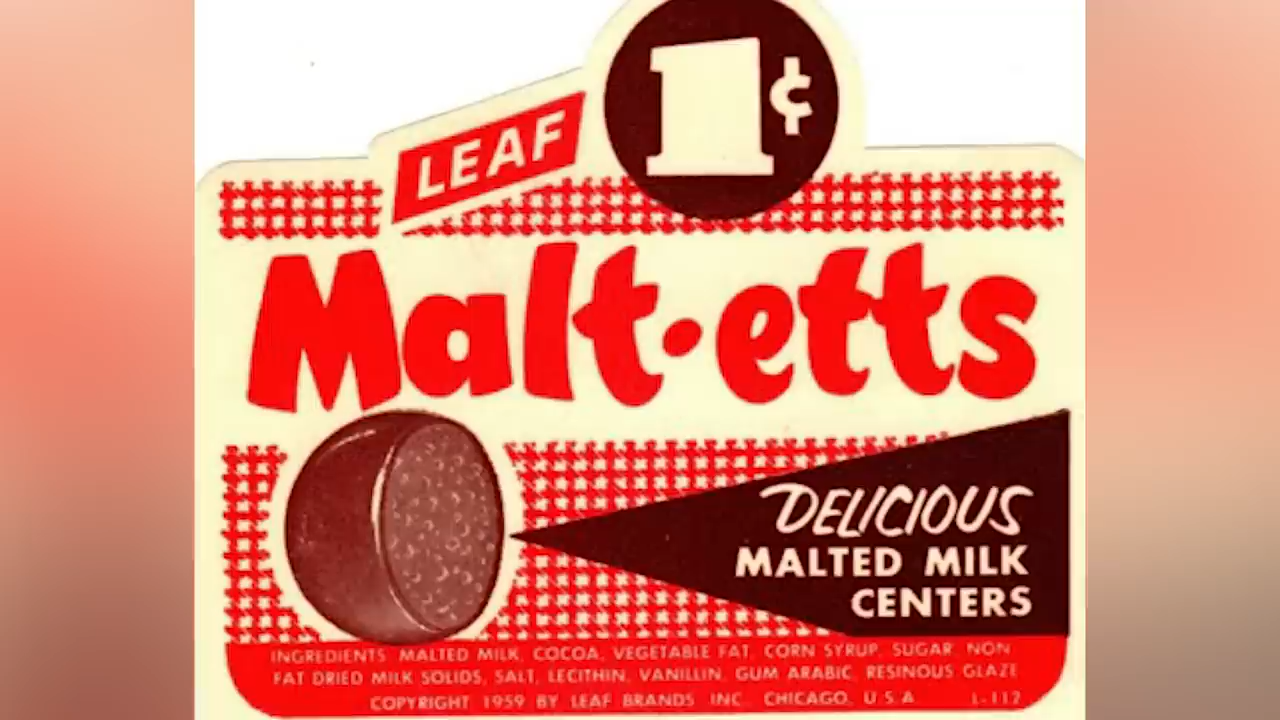 1¢
LEAF
Malt·etts
DELICIOUS
MALTED MILK
CENTERS
INGREDIENTS MALTED MILK, COCOA, VEGETABLE FAT, CORN SYRUP, SUGAR NON
FAT DRIED MILK SOLIDS, SALT, LECITHIN, VANILLIN, GUM ARABIC, RESINOUS GLAZE
COPYRIGHT 1959 BY LEAF BRANDS INC. CHICAGO, U.S.A L-112